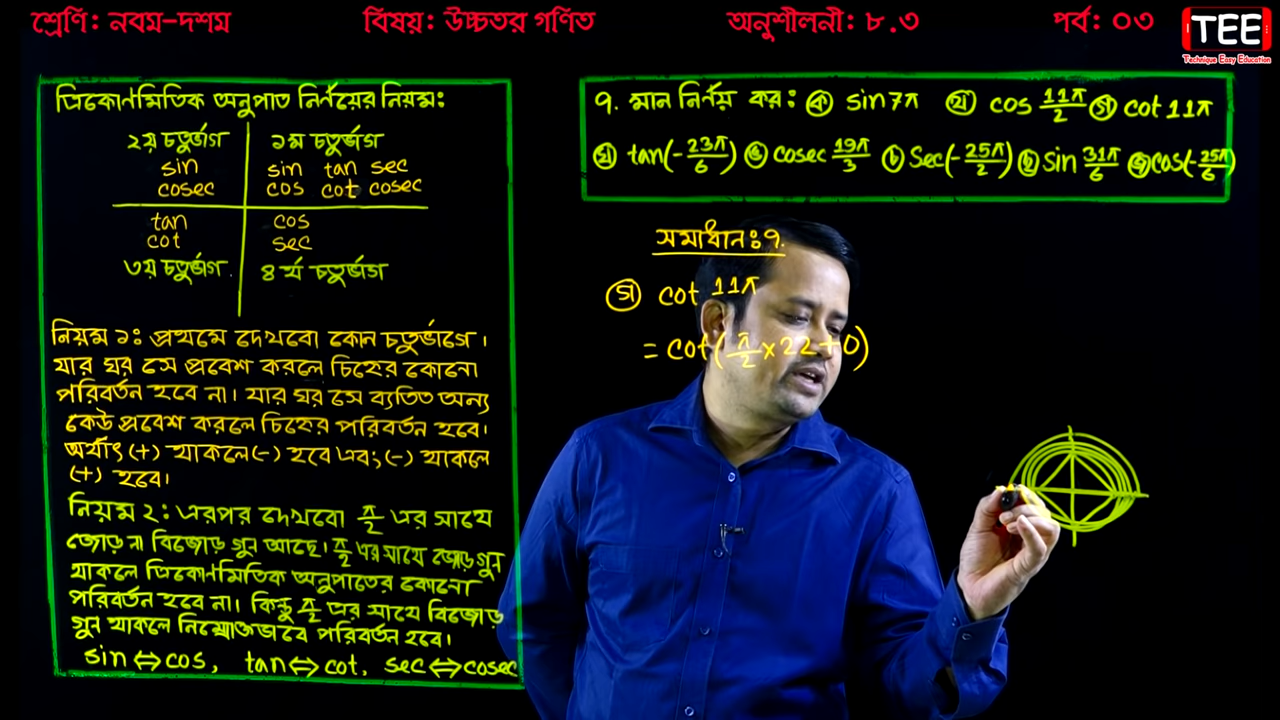 শ্রেণি: নবম-দশম বিষয়: উচ্চতর গণিত অনুশীলনী: ৮.৩ পর্ব: ০৩
TEE
Technique Easy Education
ত্রিকোণমিতিক অনুপাত নির্ণয়ের নিয়ম:
২য় চতুর্ভাগ ১ম চতুর্ভাগ
sin sin tan sec
cosec cos cot cosec
tan cos
cot sec
৩য় চতুর্ভাগ. ৪র্থ চতুর্ভাগ
নিয়ম ১: প্রথমে দেখবো কোন চতুর্ভাগে।
যার ঘর সে প্রবেশ করলে চিহ্নের কোনো
পরিবর্তন হবে না। যার ঘর সে ব্যতিত অন্য
কেউ প্রবেশ করলে চিহ্নের পরিবর্তন হবে।
অর্থাৎ (+) থাকলে (-) হবে এবং (-) থাকলে
(+) হবে।
নিয়ম ২: এরপর দেখবো π/2 এর সাথে
জোড় না বিজোড় গুন আছে। π/2 এর সাথে জোড় গুন
থাকলে ত্রিকোণমিতিক অনুপাতের কোনো
পরিবর্তন হবে না। কিন্তু π/2 এর সাথে বিজোড়
গুন থাকলে নিম্নোক্তভাবে পরিবর্তন হবে।
sin⇔cos, tan⇔cot, sec⇔cosec
৭. মান নির্ণয় কর: ক sin 7π খ cos 11π/2 গ cot 11π
ঘ tan(-23π/6) ঙ cosec 19π/3 চ Sec(-25π/2) ছ sin 31π/6 জ cos(-25π/6)
সমাধান: ৭.
গ cot 11π
= cot(π/2 × 22 + 0)